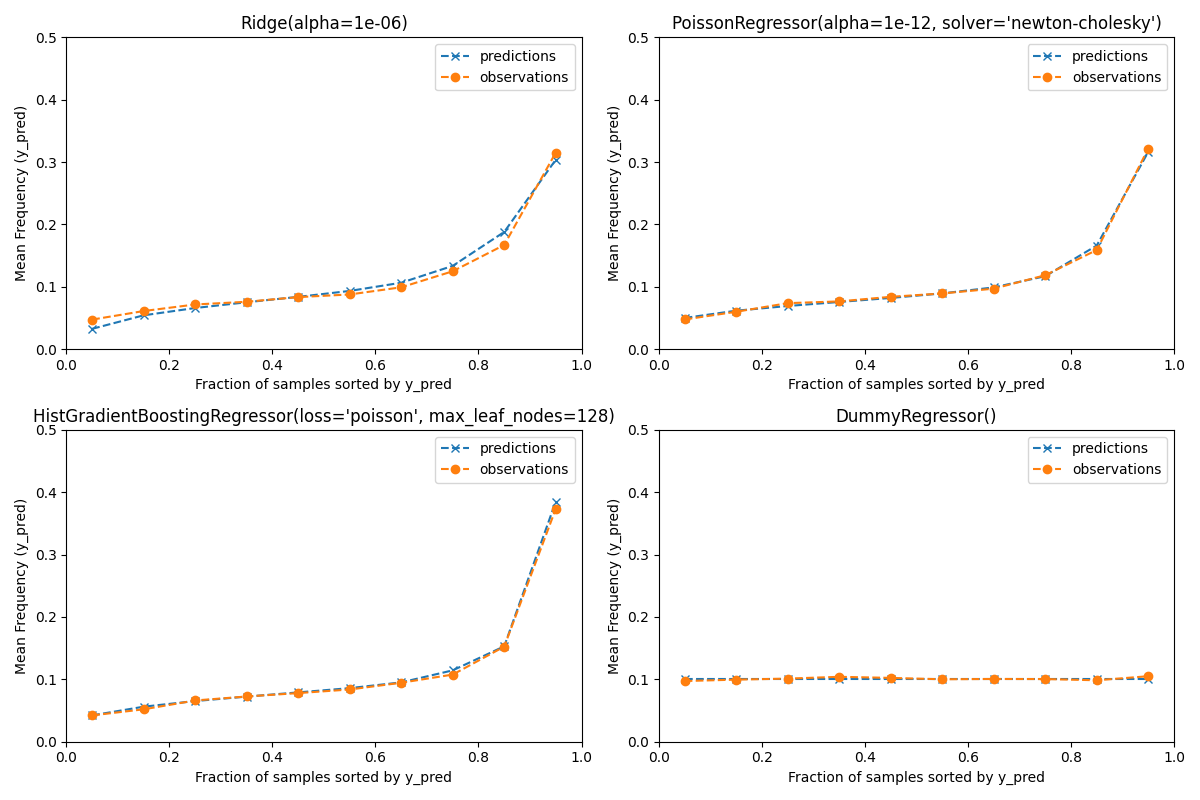 Ridge(alpha=1e-06)
0.5
0.4
0.3
0.2
0.1
0.0
Mean Frequency (y_pred)
predictions
observations
0.0 0.2 0.4 0.6 0.8 1.0
Fraction of samples sorted by y_pred
PoissonRegressor(alpha=1e-12, solver='newton-cholesky')
0.5
0.4
0.3
0.2
0.1
0.0
Mean Frequency (y_pred)
predictions
observations
0.0 0.2 0.4 0.6 0.8 1.0
Fraction of samples sorted by y_pred
HistGradientBoostingRegressor(loss='poisson', max_leaf_nodes=128)
0.5
0.4
0.3
0.2
0.1
0.0
Mean Frequency (y_pred)
predictions
observations
0.0 0.2 0.4 0.6 0.8 1.0
Fraction of samples sorted by y_pred
DummyRegressor()
0.5
0.4
0.3
0.2
0.1
0.0
Mean Frequency (y_pred)
predictions
observations
0.0 0.2 0.4 0.6 0.8 1.0
Fraction of samples sorted by y_pred